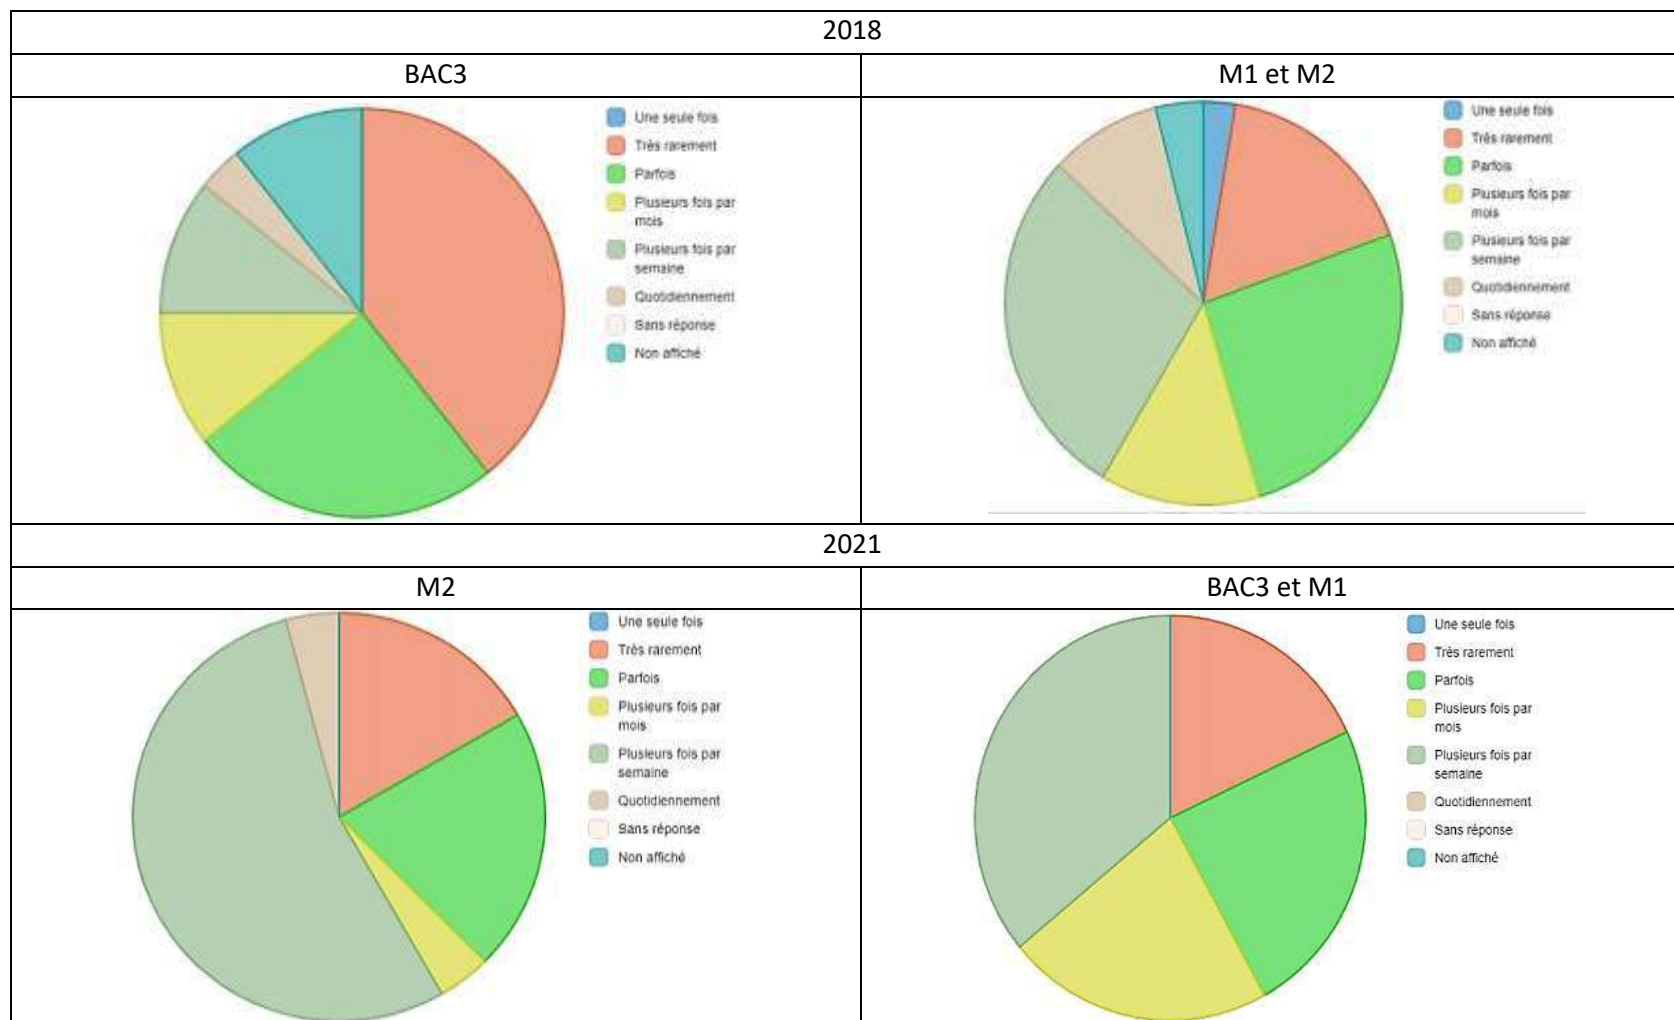 2018
BAC3
M1 et M2
Une seule fois
Très rarement
Parfois
Plusieurs fois par
mois
Plusieurs fois par
semaine
Quotidiennement
Sans réponse
Non affiché
Une seule fois
Très rarement
Parfois
Plusieurs fois par
mois
Plusieurs fois par
semaine
Quotidiennement
Sans réponse
Non affiché
2021
M2
BAC3 et M1
Une seule fois
Très rarement
Parfois
Plusieurs fois par
mois
Plusieurs fois par
semaine
Quotidiennement
Sans réponse
Non affiché
Une seule fois
Très rarement
Parfois
Plusieurs fois par
mois
Plusieurs fois par
semaine
Quotidiennement
Sans réponse
Non affiché